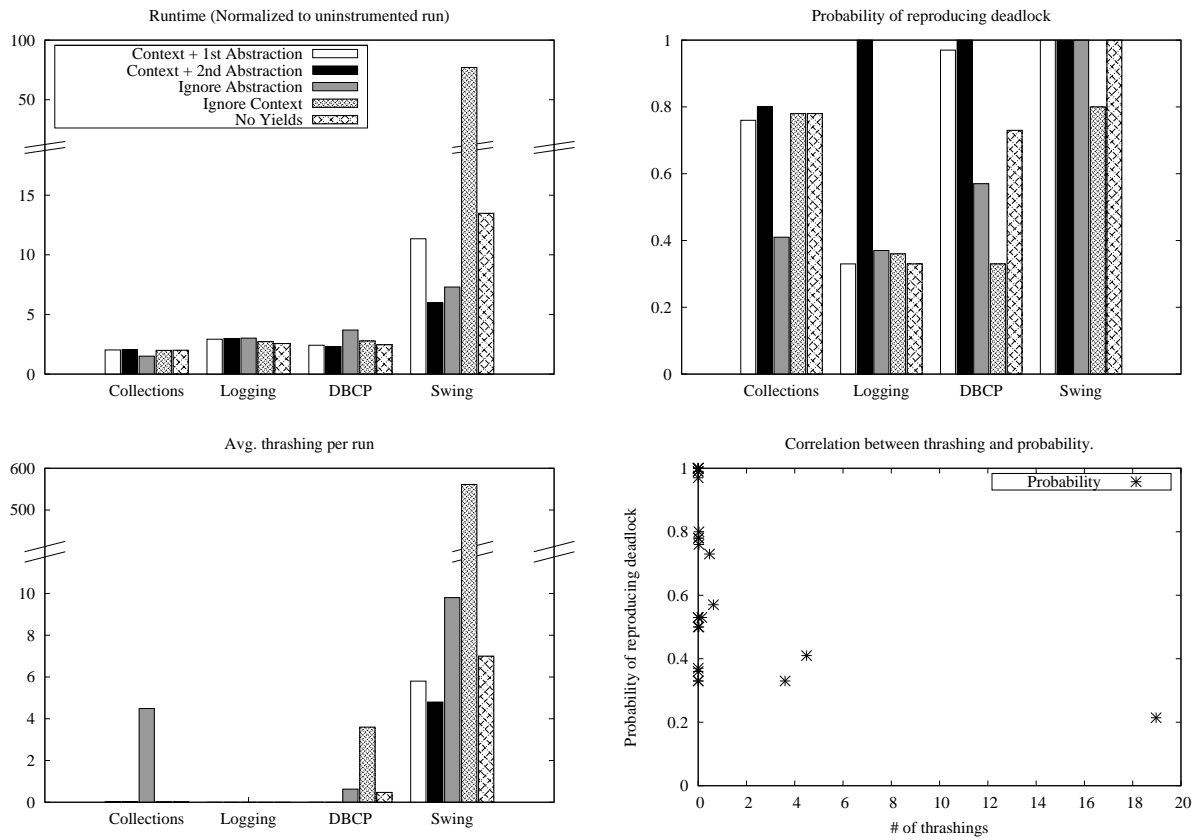 Runtime (Normalized to uninstrumented run)
100
50
15
10
5
0
Context + 1st Abstraction
Context + 2nd Abstraction
Ignore Abstraction
Ignore Context
No Yields
Collections Logging DBCP Swing
Probability of reproducing deadlock
1
0.8
0.6
0.4
0.2
0
Collections Logging DBCP Swing
Avg. thrashing per run
600
500
10
8
6
4
2
0
Collections Logging DBCP Swing
Correlation between thrashing and probability.
Probability of reproducing deadlock
1
0.8
0.6
0.4
0.2
0
Probability
0 2 4 6 8 10 12 14 16 18 20
# of thrashings